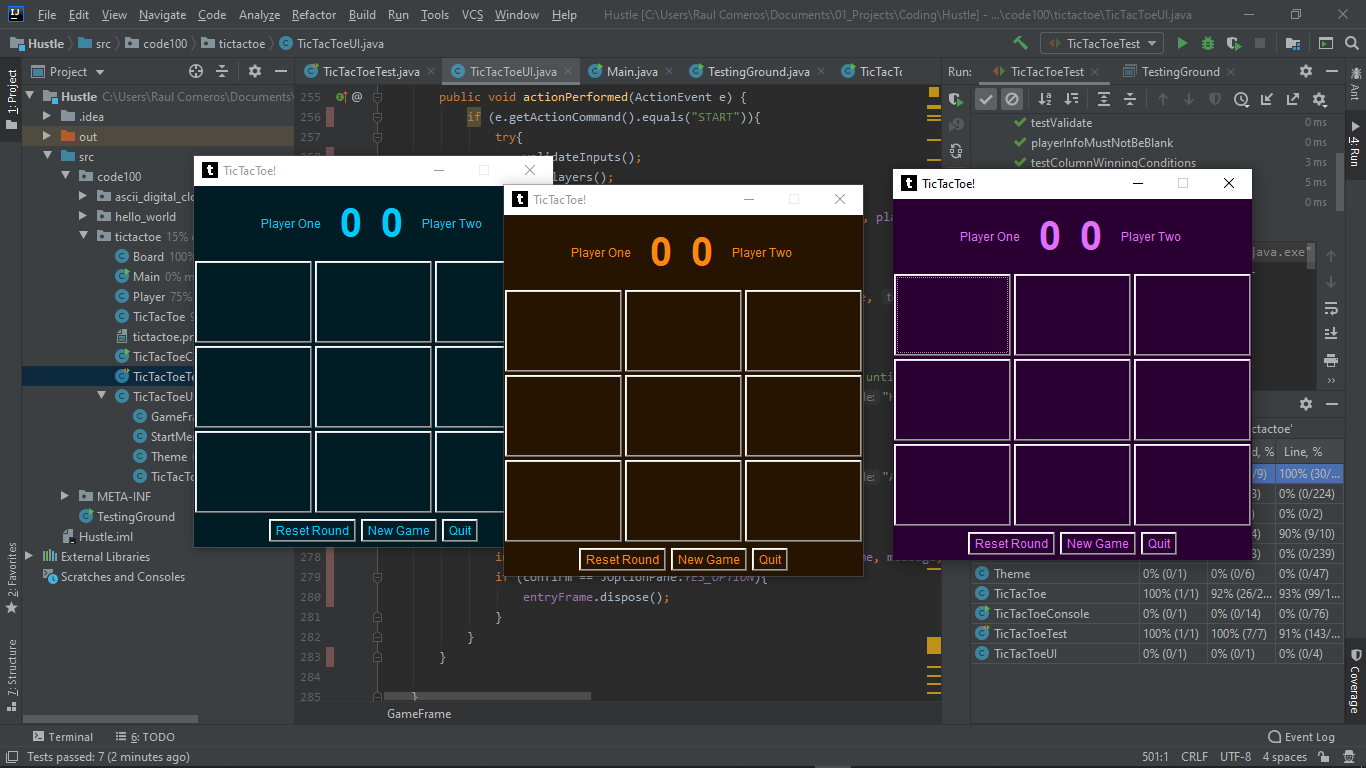 File Edit View Navigate Code Analyze Refactor Build Run Tools VCS Window Help Hustle [C:\Users\Raul Comeros\Documents\01_Projects\Coding\Hustle] - ...\code100\tictactoe\TicTacToeUI.java
Hustle src code100 tictactoe TicTacToeUI.java TicTacToeTest
Project TicTacToeTest.java TicTacToeUI.java Main.java TestingGround.java TicTacTo Run: TicTacToeTest TestingGround
1: Project
Hustle C:\Users\Raul Comeros\Documents\
.idea
out
src
code100
ascii_digital_clo
hello_world
tictactoe 15% c
Board 100%
Main 0% m
Player 75%
TicTacToe 9
tictactoe.pr
TicTacToeC
TicTacToeTe
TicTacToeU
GameFra
StartMe
Theme
TicTacTo
META-INF
TestingGround
Hustle.iml
External Libraries
Scratches and Consoles
2: Favorites
7: Structure
255 public void actionPerformed(ActionEvent e) {
256 if (e.getActionCommand().equals("START")){
257 try{
validateInputs();
layers();
, pla
278
279 if (confirm == JOptionPane.YES_OPTION){
280 entryFrame.dispose();
281 }
282 }
283 }
284
285 }
GameFrame
TicTacToe!
Player One 0 0 Player Two
Reset Round New Game Quit
TicTacToe!
Player One 0 0 Player Two
Reset Round New Game Quit
TicTacToe!
Player One 0 0 Player Two
Reset Round New Game Quit
testValidate 0 ms
playerInfoMustNotBeBlank 0 ms
testColumnWinningConditions 3 ms
5 ms
0 ms
java.exe"
Ant
4: Run
Coverage
ctactoe'
d, % Line, %
/9) 100% (30/...
3) 0% (0/224)
0% (0/2)
4) 90% (9/10)
3) 0% (0/239)
Theme 0% (0/1) 0% (0/6) 0% (0/47)
TicTacToe 100% (1/1) 92% (26/2... 93% (99/1...
TicTacToeConsole 0% (0/1) 0% (0/14) 0% (0/76)
TicTacToeTest 100% (1/1) 100% (7/7) 91% (143/...
TicTacToeUI 0% (0/1) 0% (0/1) 0% (0/4)
Terminal 6: TODO Event Log
Tests passed: 7 (2 minutes ago) 501:1 CRLF UTF-8 4 spaces